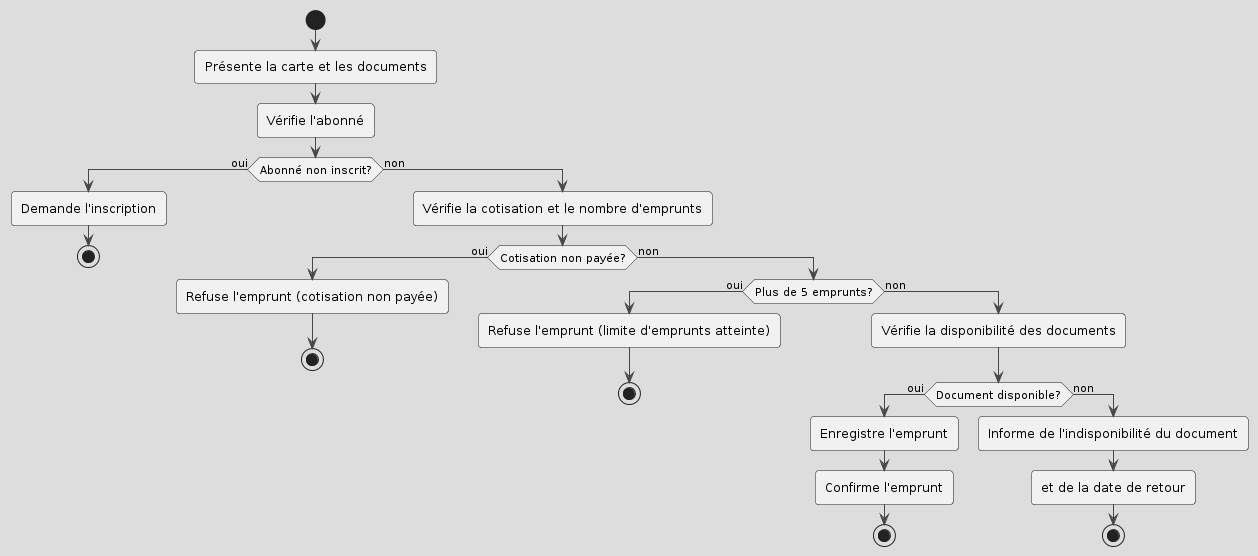 Présente la carte et les documents
Vérifie l'abonné
oui
Abonné non inscrit?
non
Demande l'inscription
Vérifie la cotisation et le nombre d'emprunts
oui
Cotisation non payée?
non
Refuse l'emprunt (cotisation non payée)
oui
Plus de 5 emprunts?
non
Refuse l'emprunt (limite d'emprunts atteinte)
Vérifie la disponibilité des documents
oui
Document disponible?
non
Enregistre l'emprunt
Informe de l'indisponibilité du document
Confirme l'emprunt
et de la date de retour